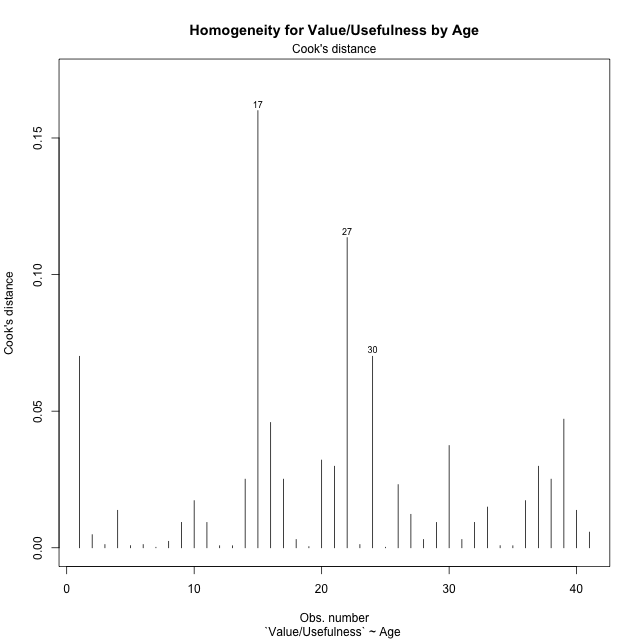 Homogeneity for Value/Usefulness by Age
Cook's distance
17
27
30
0.15
0.10
0.05
0.00
Cook's distance
0 10 20 30 40
Obs. number
`Value/Usefulness` ~ Age